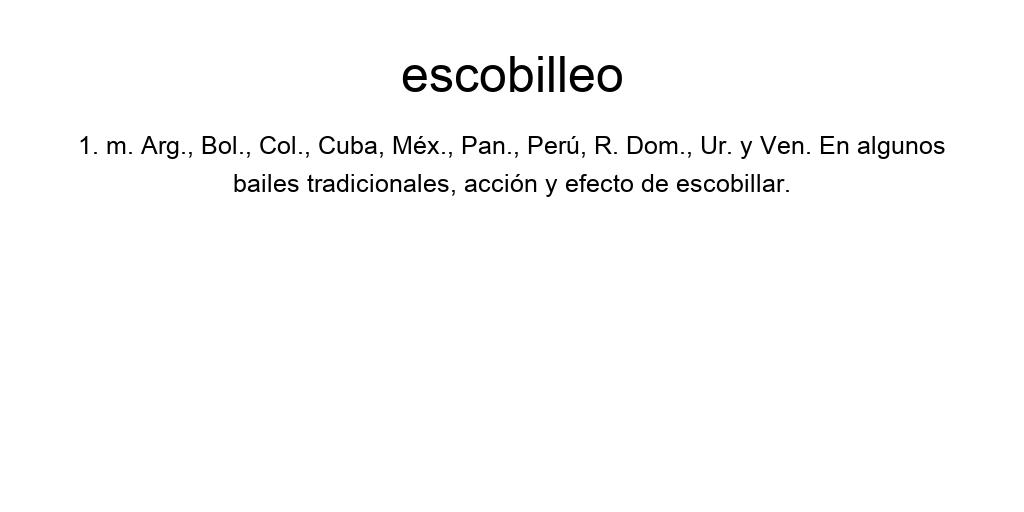 escobilleo
1. m. Arg., Bol., Col., Cuba, Méx., Pan., Perú, R. Dom., Ur. y Ven. En algunos
bailes tradicionales, acción y efecto de escobillar.